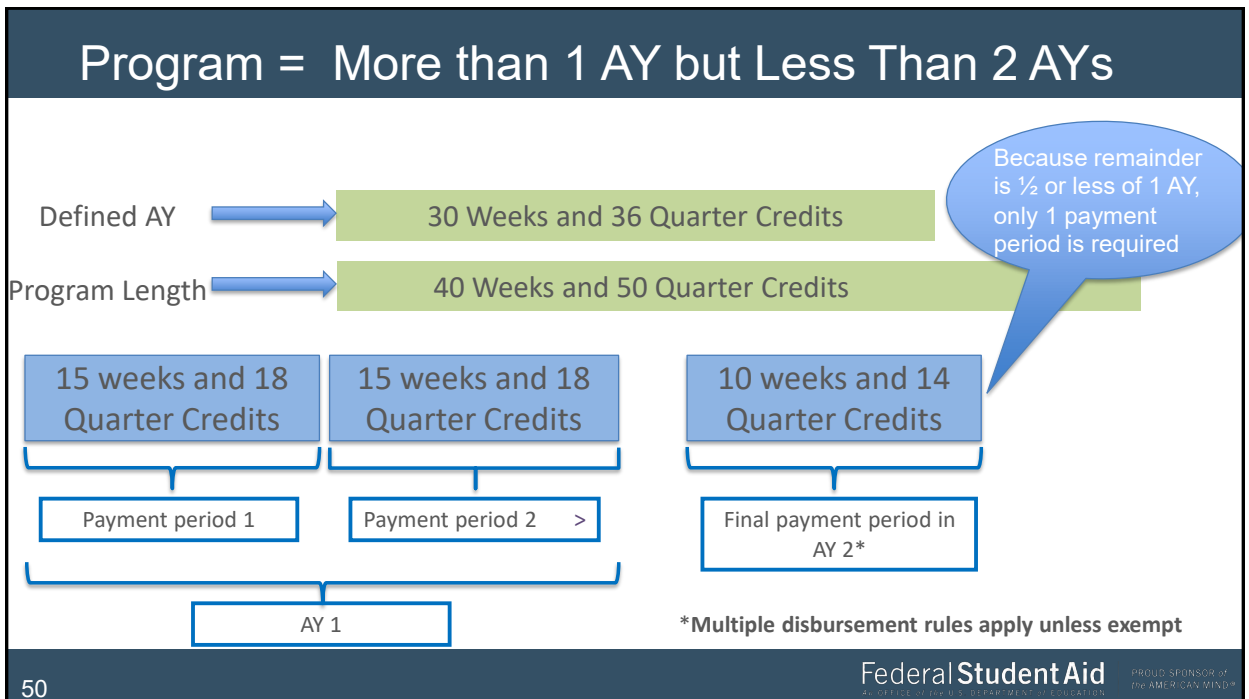 Program = More than 1 AY but Less Than 2 AYs
Because remainder
is ½ or less of 1 AY,
only 1 payment
period is required
Defined AY
30 Weeks and 36 Quarter Credits
Program Length
40 Weeks and 50 Quarter Credits
15 weeks and 18
Quarter Credits
15 weeks and 18
Quarter Credits
10 weeks and 14
Quarter Credits
Payment period 1
Payment period 2 >
Final payment period in
AY 2*
AY 1
*Multiple disbursement rules apply unless exempt
50
Federal Student Aid
An OFFICE of the U.S. DEPARTMENT of EDUCATION
PROUD SPONSOR of
the AMERICAN MIND℠